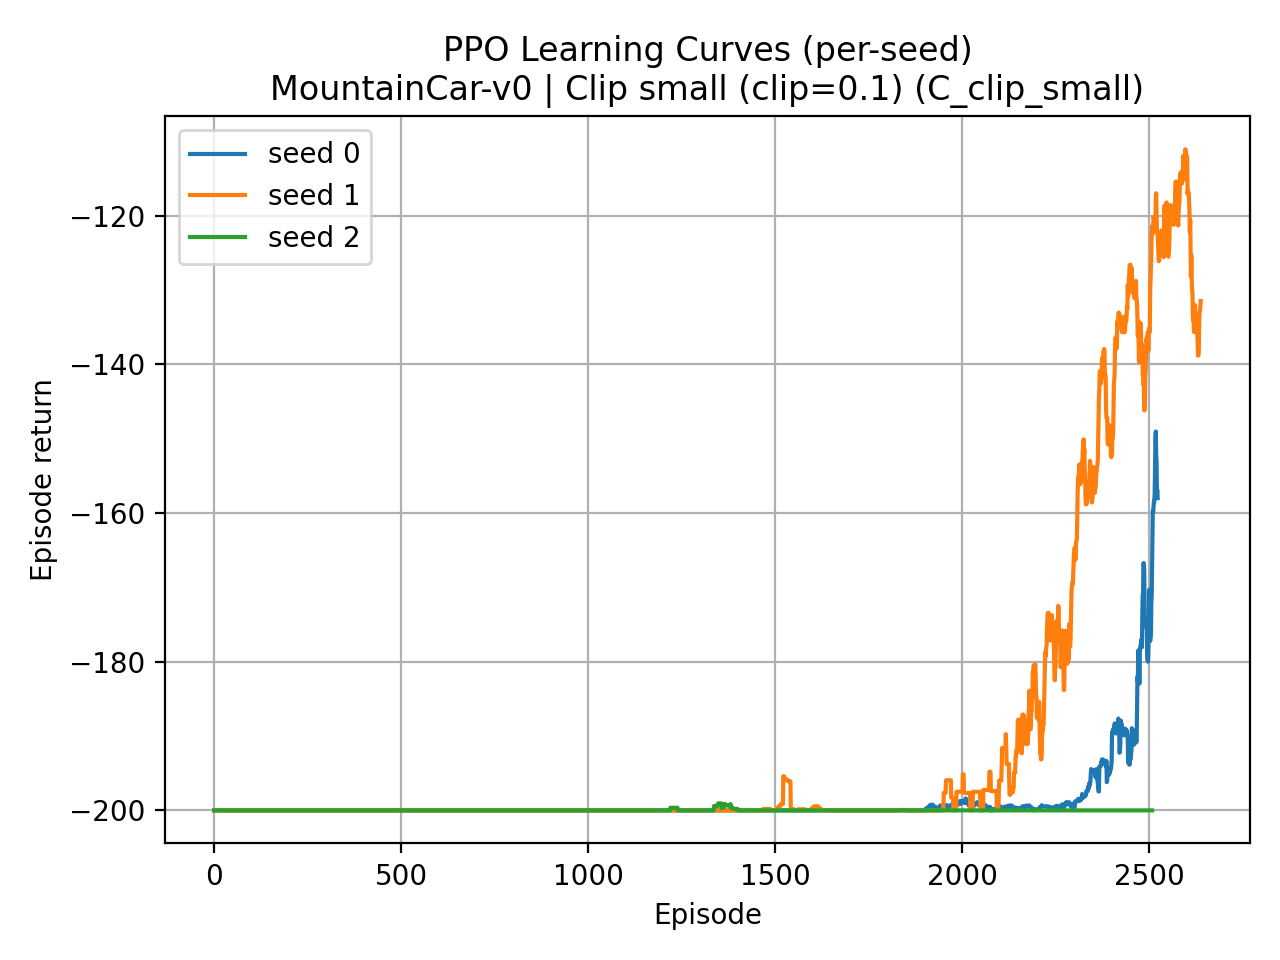 PPO Learning Curves (per-seed)
MountainCar-v0 | Clip small (clip=0.1) (C_clip_small)
seed 0
seed 1
seed 2
−120
−140
−160
−180
−200
Episode return
0
500
1000
1500
2000
2500
Episode